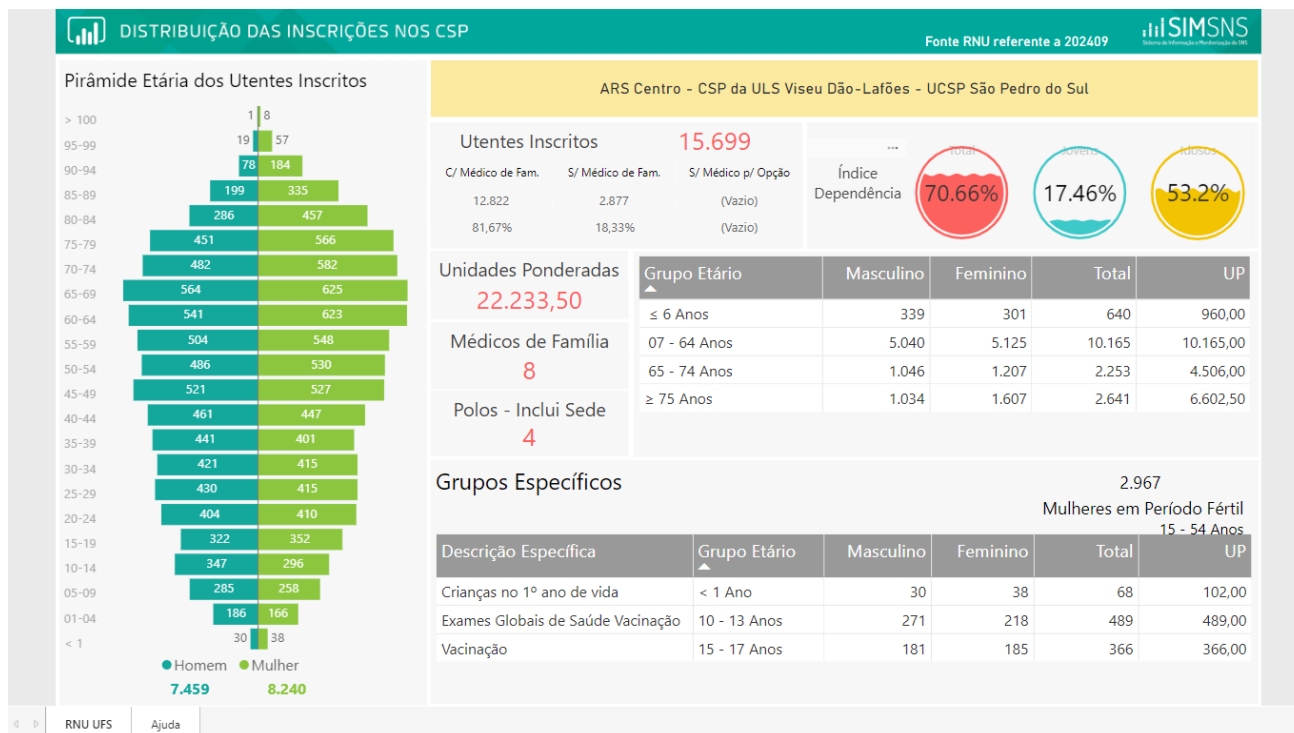 DISTRIBUIÇÃO DAS INSCRIÇÕES NOS CSP
Fonte RNU referente a 202409
SIMSNS
Sistema de Informação e Monitorização do SNS
Pirâmide Etária dos Utentes Inscritos
> 100 1 8
95-99 19 57
90-94 78 184
85-89 199 335
80-84 286 457
75-79 451 566
70-74 482 582
65-69 564 625
60-64 541 623
55-59 504 548
50-54 486 530
45-49 521 527
40-44 461 447
35-39 441 401
30-34 421 415
25-29 430 415
20-24 404 410
15-19 322 352
10-14 347 296
05-09 285 258
01-04 186 166
< 1 30 38
Homem Mulher
7.459 8.240
ARS Centro - CSP da ULS Viseu Dão-Lafões - UCSP São Pedro do Sul
Utentes Inscritos 15.699
C/ Médico de Fam. S/ Médico de Fam. S/ Médico p/ Opção
12.822 2.877 (Vazio)
81,67% 18,33% (Vazio)
...
Índice
Dependência
Total Jovens Idosos
70.66% 17.46% 53.2%
Unidades Ponderadas
22.233,50
Médicos de Família
8
Polos - Inclui Sede
4
Grupo Etário Masculino Feminino Total UP
≤ 6 Anos 339 301 640 960,00
07 - 64 Anos 5.040 5.125 10.165 10.165,00
65 - 74 Anos 1.046 1.207 2.253 4.506,00
≥ 75 Anos 1.034 1.607 2.641 6.602,50
Grupos Específicos
2.967
Mulheres em Período Fértil
15 - 54 Anos
Descrição Específica Grupo Etário Masculino Feminino Total UP
Crianças no 1º ano de vida < 1 Ano 30 38 68 102,00
Exames Globais de Saúde Vacinação 10 - 13 Anos 271 218 489 489,00
Vacinação 15 - 17 Anos 181 185 366 366,00
RNU UFS Ajuda